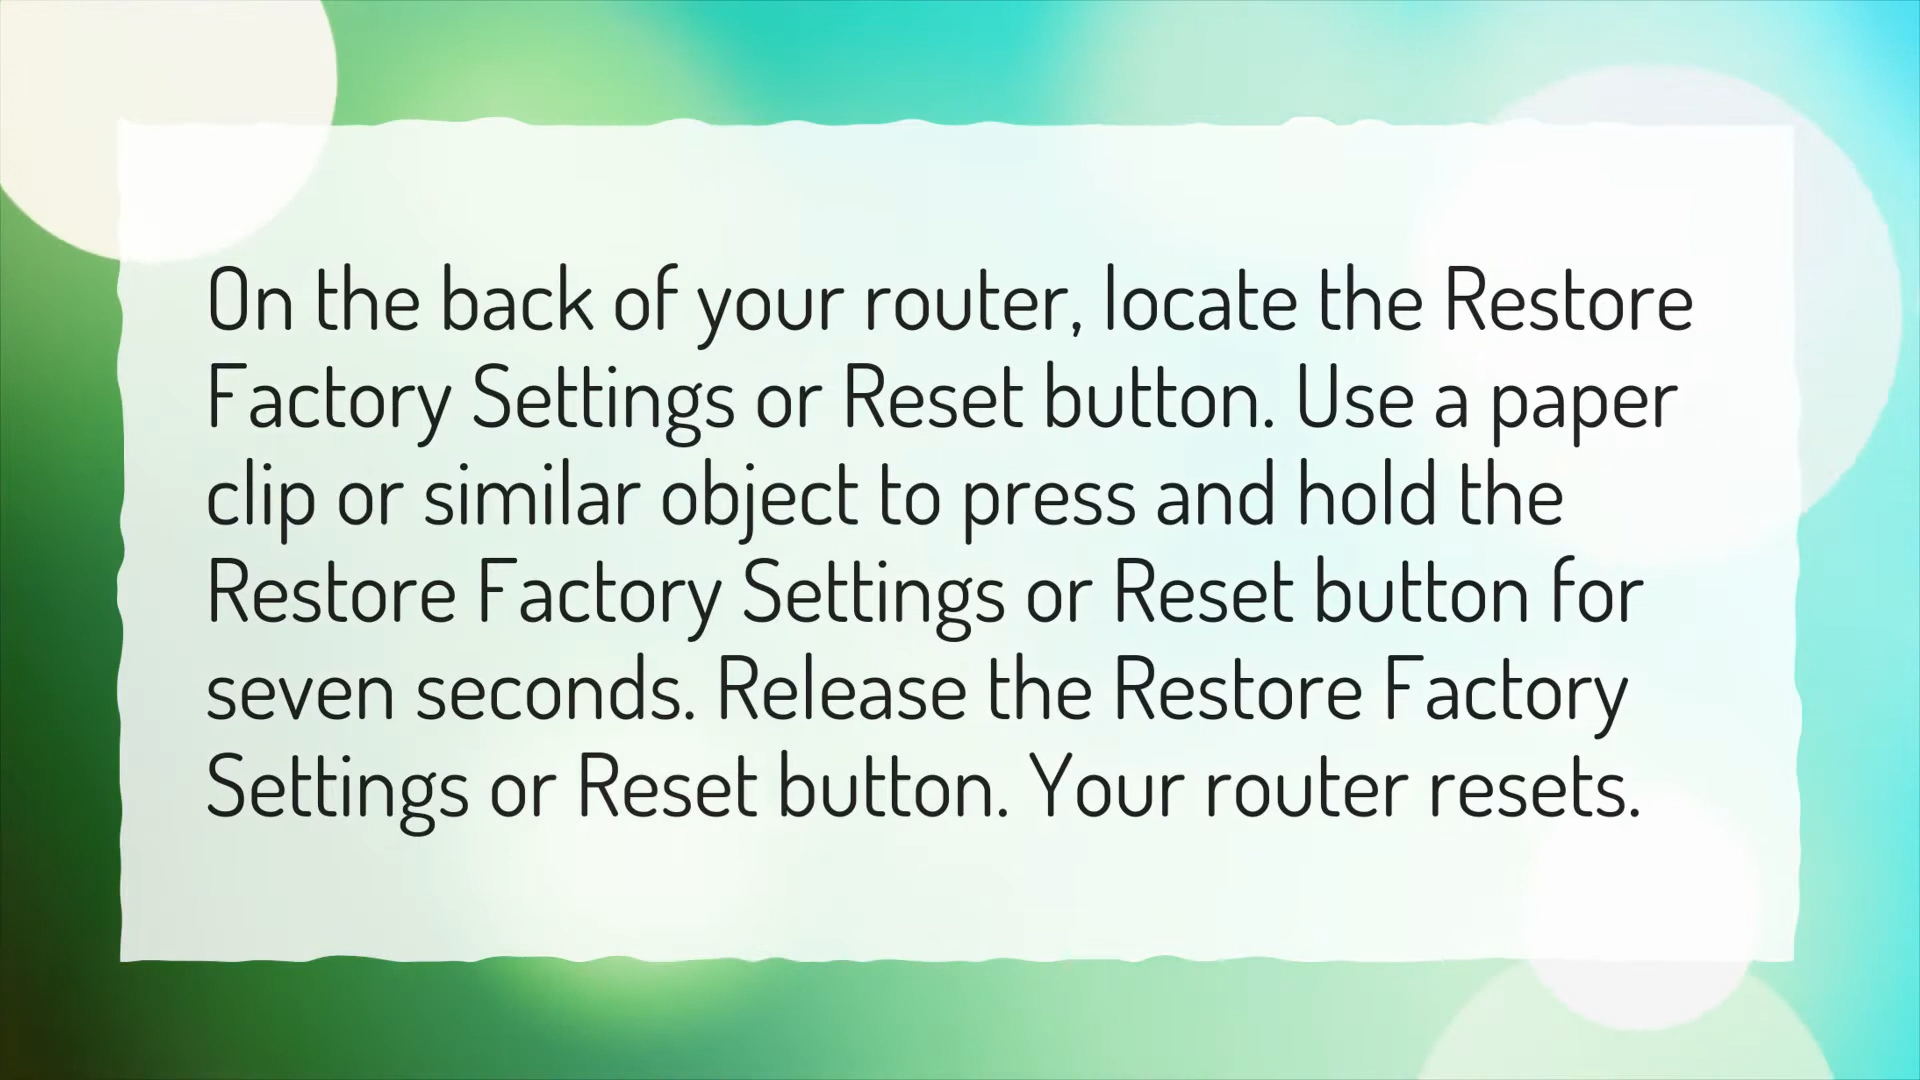 On the back of your router, locate the Restore
Factory Settings or Reset button. Use a paper
clip or similar object to press and hold the
Restore Factory Settings or Reset button for
seven seconds. Release the Restore Factory
Settings or Reset button. Your router resets.